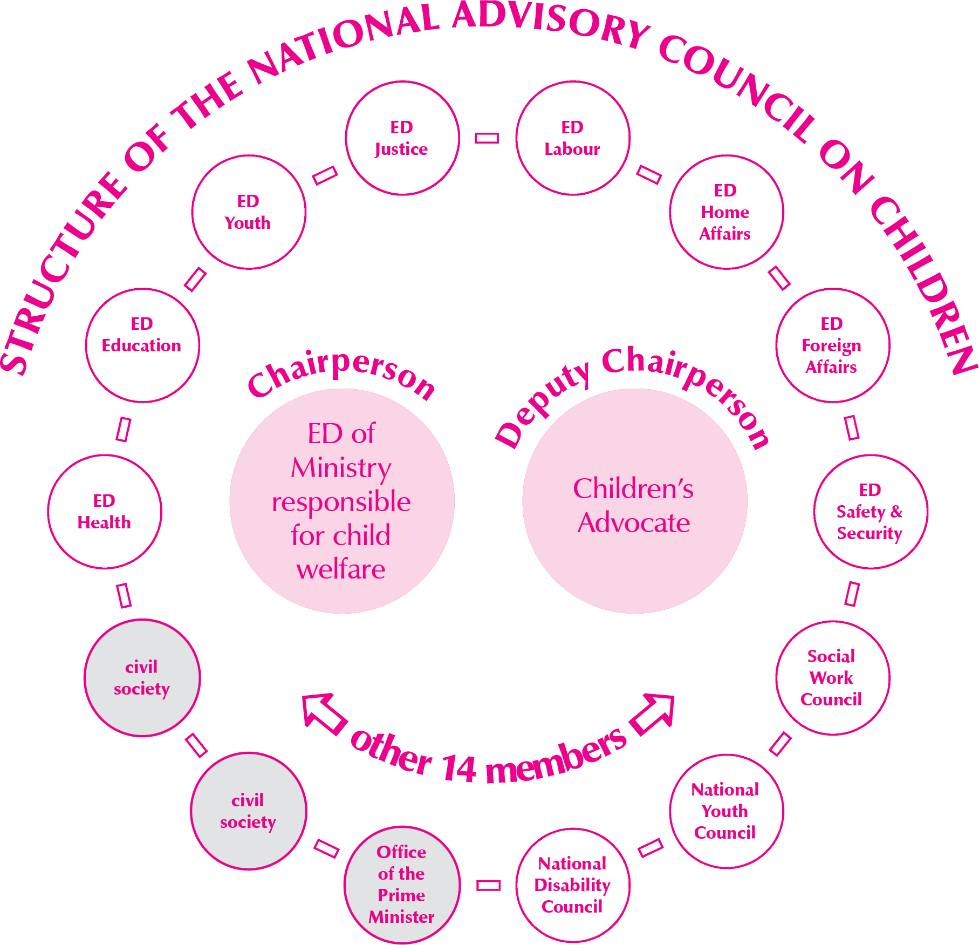 STRUCTURE OF THE NATIONAL ADVISORY COUNCIL ON CHILDREN
ED
Justice
ED
Labour
ED
Youth
ED
Home
Affairs
ED
Education
ED
Foreign
Affairs
ED
Health
ED
Safety &
Security
Chairperson
ED of
Ministry
responsible
for child
welfare
Deputy Chairperson
Children’s
Advocate
civil
society
Social
Work
Council
other 14 members
civil
society
National
Youth
Council
Office
of the
Prime
Minister
National
Disability
Council